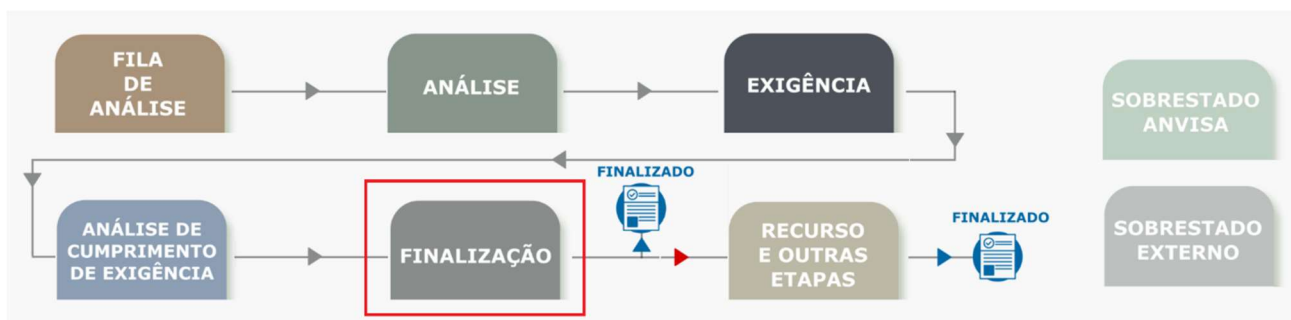 FILA
DE
ANÁLISE
ANÁLISE
EXIGÊNCIA
SOBRESTADO
ANVISA
ANÁLISE DE
CUMPRIMENTO
DE EXIGÊNCIA
FINALIZAÇÃO
FINALIZADO
RECURSO
E OUTRAS
ETAPAS
FINALIZADO
SOBRESTADO
EXTERNO